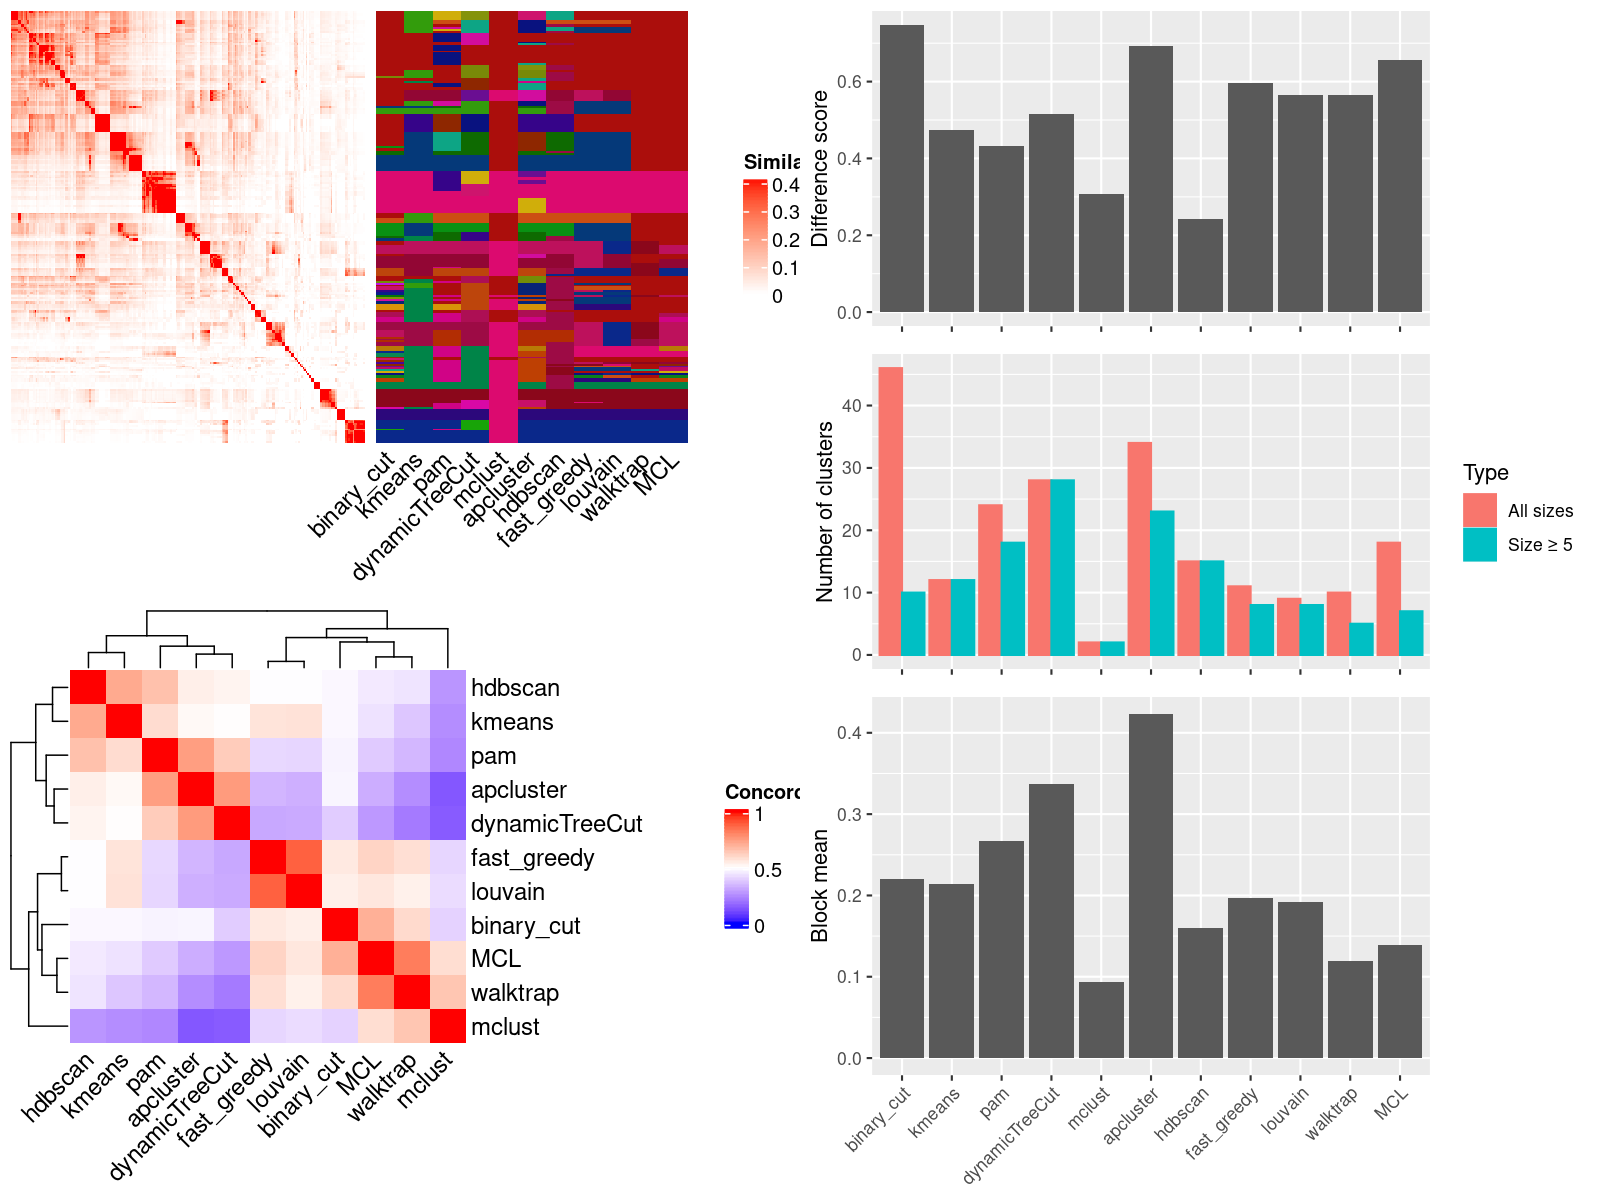 Simila
0.4
0.3
0.2
0.1
0
binary_cut
kmeans
pam
dynamicTreeCut
mclust
apcluster
hdbscan
fast_greedy
louvain
walktrap
MCL
hdbscan
kmeans
pam
apcluster
dynamicTreeCut
fast_greedy
louvain
binary_cut
MCL
walktrap
mclust
hdbscan
kmeans
pam
apcluster
dynamicTreeCut
fast_greedy
louvain
binary_cut
MCL
walktrap
mclust
Concord
1
0.5
0
Difference score
0.6
0.4
0.2
0.0
Number of clusters
40
30
20
10
0
Type
All sizes
Size ≥ 5
Block mean
0.4
0.3
0.2
0.1
0.0
binary_cut
kmeans
pam
dynamicTreeCut
mclust
apcluster
hdbscan
fast_greedy
louvain
walktrap
MCL